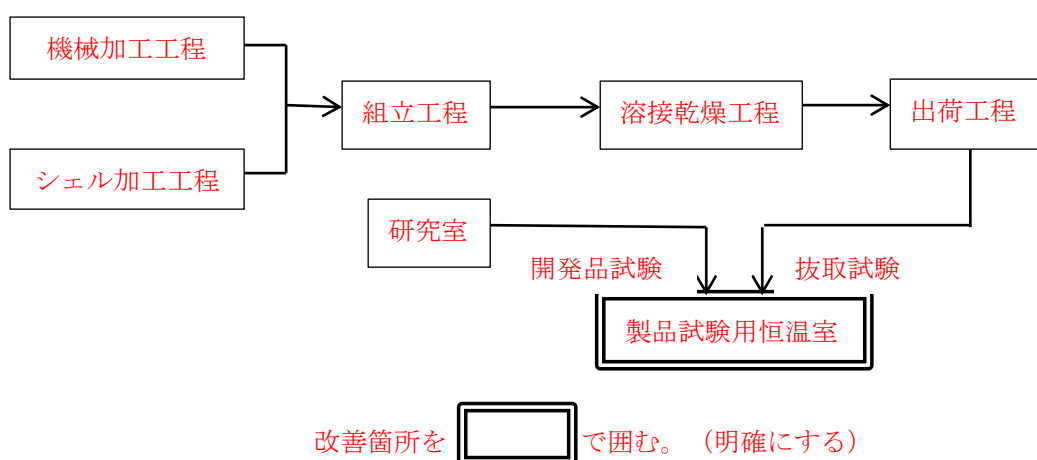 機械加工工程
組立工程
溶接乾燥工程
出荷工程
シェル加工工程
研究室
開発品試験
抜取試験
製品試験用恒温室
改善箇所を で囲む。（明確にする）